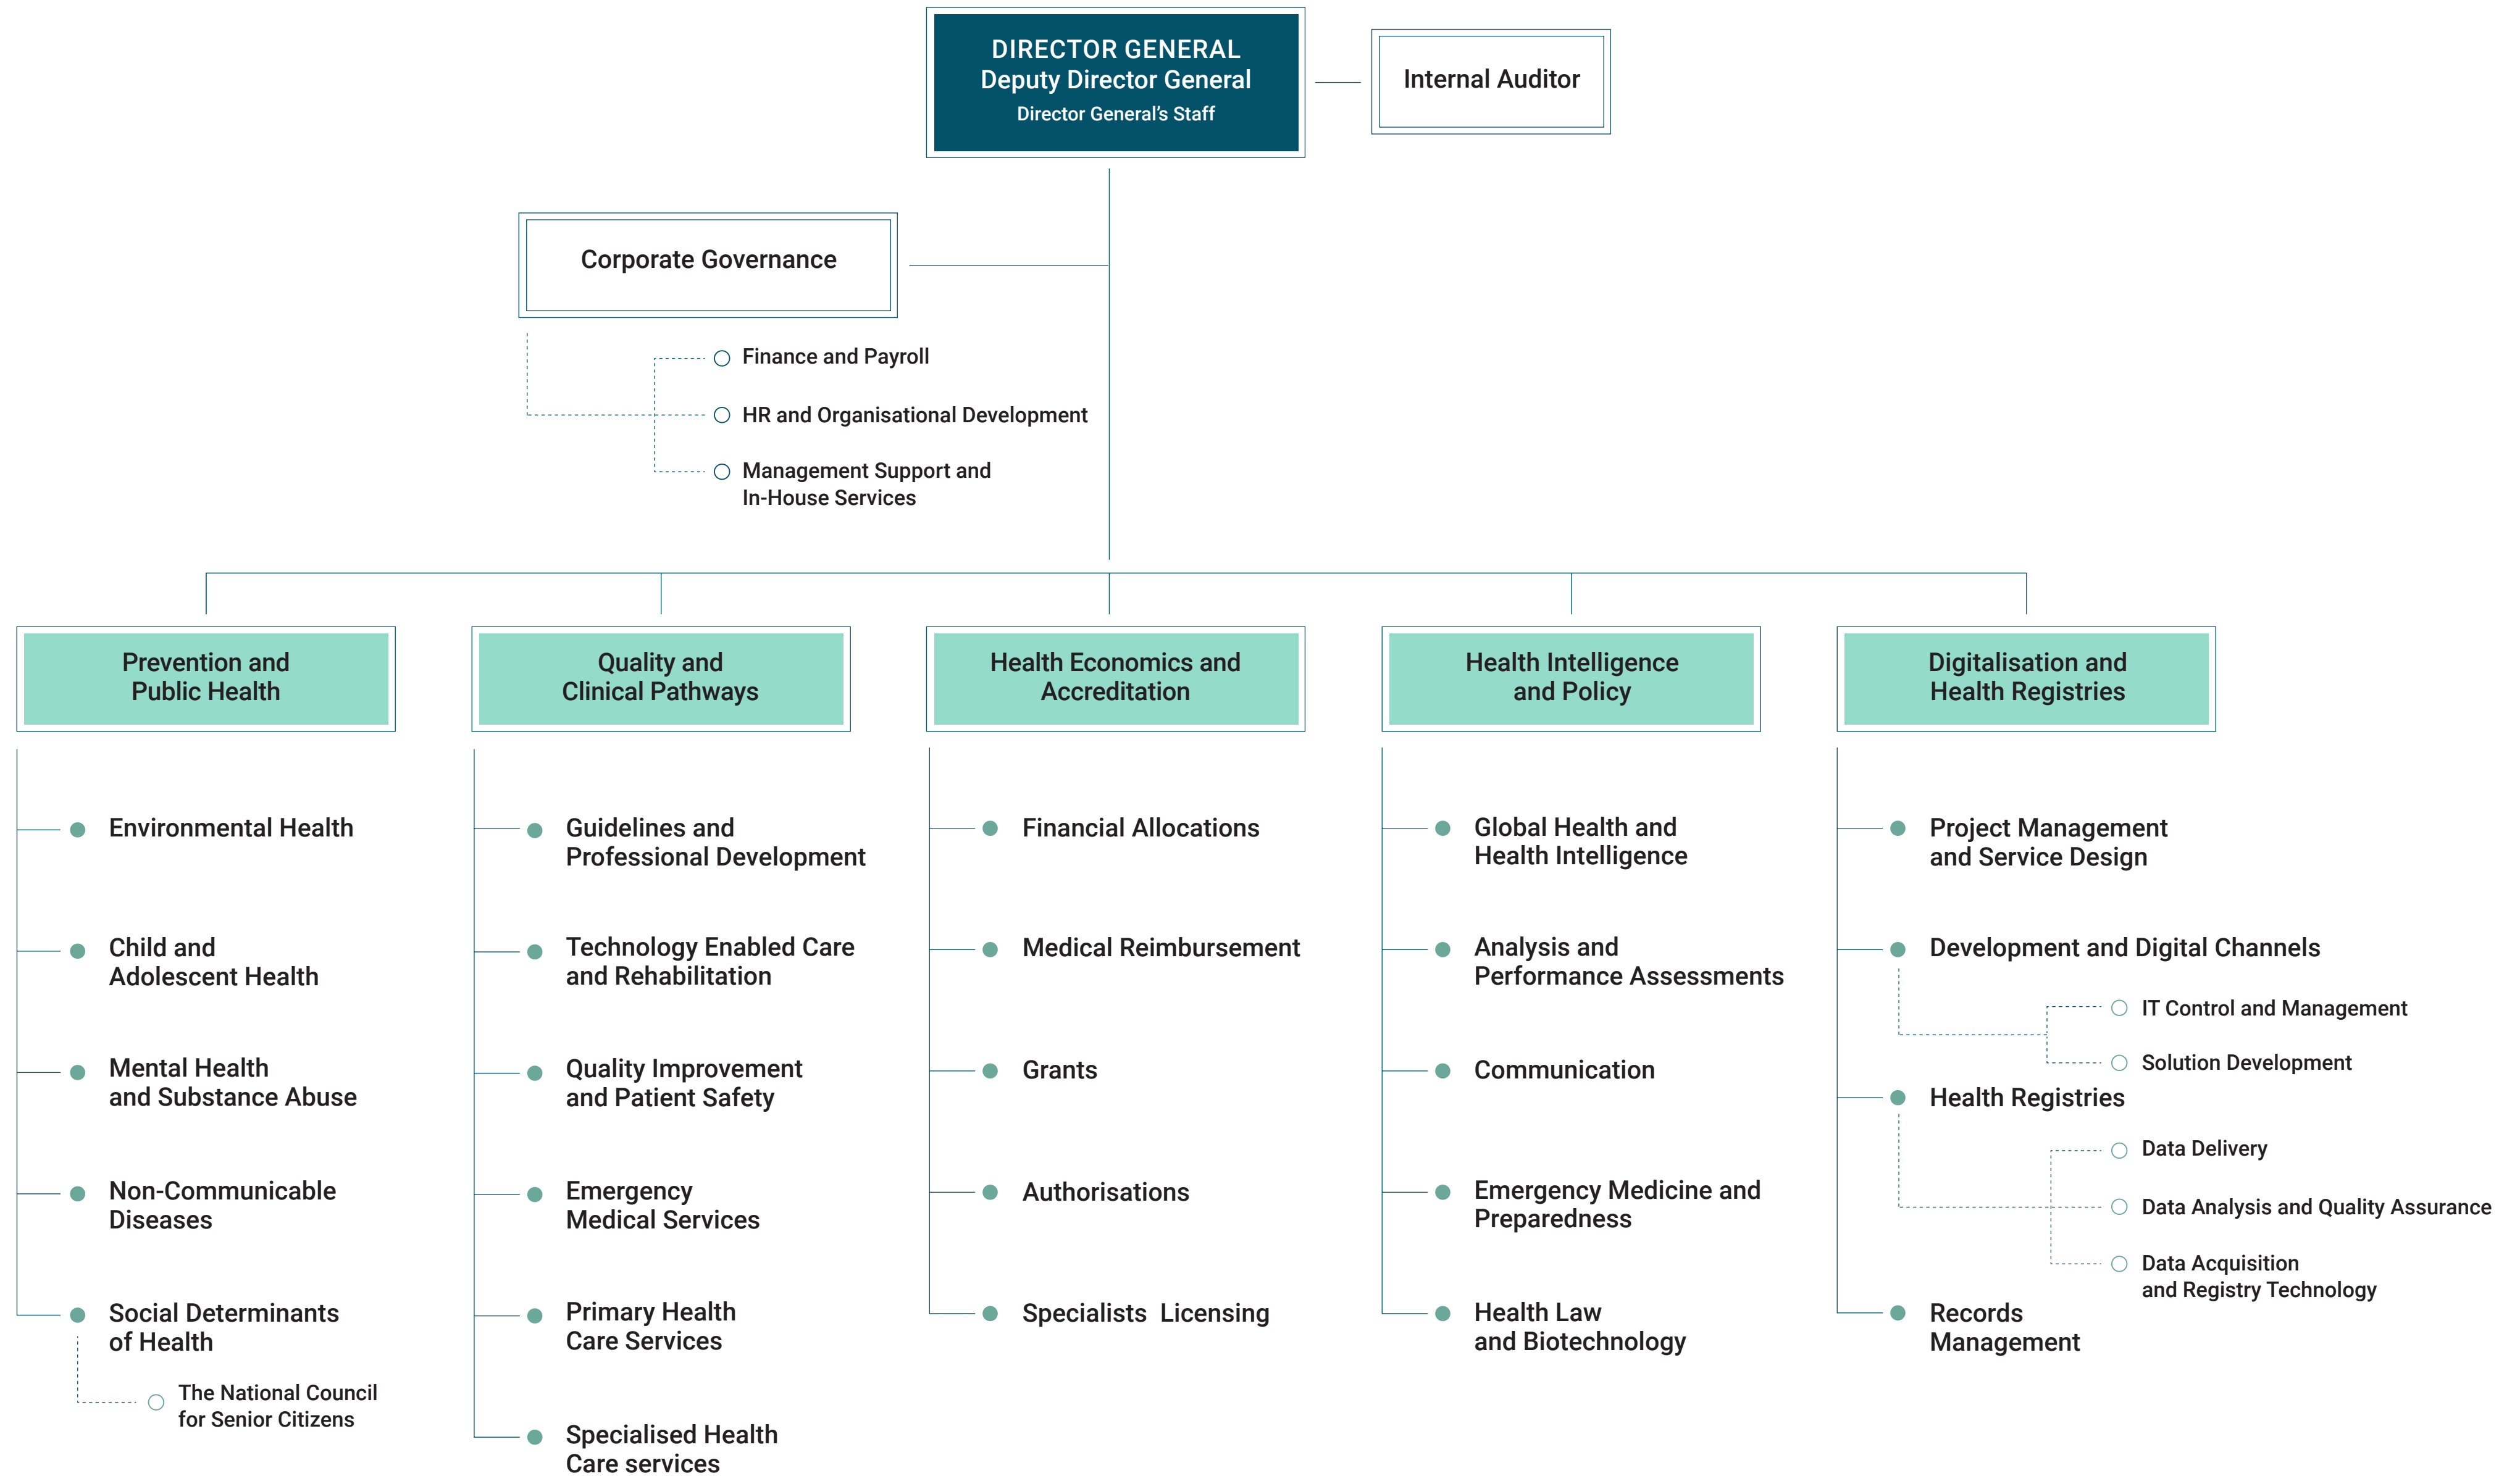 DIRECTOR GENERAL
Deputy Director General
Director General’s Staff
Internal Auditor
Corporate Governance
Finance and Payroll
HR and Organisational Development
Management Support and
In-House Services
Prevention and
Public Health
Environmental Health
Child and
Adolescent Health
Mental Health
and Substance Abuse
Non-Communicable
Diseases
Social Determinants
of Health
The National Council
for Senior Citizens
Quality and
Clinical Pathways
Guidelines and
Professional Development
Technology Enabled Care
and Rehabilitation
Quality Improvement
and Patient Safety
Emergency
Medical Services
Primary Health
Care Services
Specialised Health
Care services
Health Economics and
Accreditation
Financial Allocations
Medical Reimbursement
Grants
Authorisations
Specialists  Licensing
Health Intelligence
and Policy
Global Health and
Health Intelligence
Analysis and
Performance Assessments
Communication
Emergency Medicine and
Preparedness
Health Law
and Biotechnology
Digitalisation and
Health Registries
Project Management
and Service Design
Development and Digital Channels
IT Control and Management
Solution Development
Health Registries
Data Delivery
Data Analysis and Quality Assurance
Data Acquisition
and Registry Technology
Records
Management